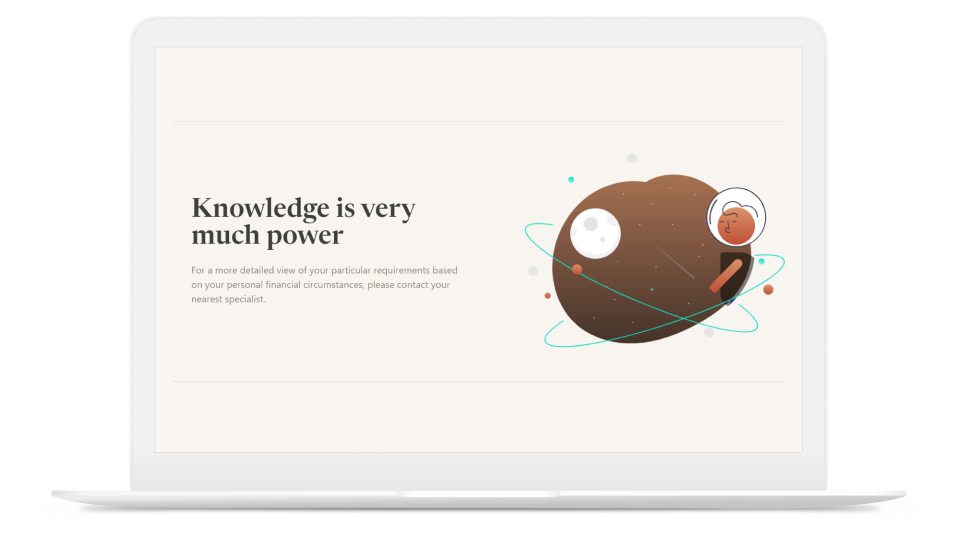 Knowledge is very
much power
For a more detailed view of your particular requirements based
on your personal financial circumstances, please contact your
nearest specialist.